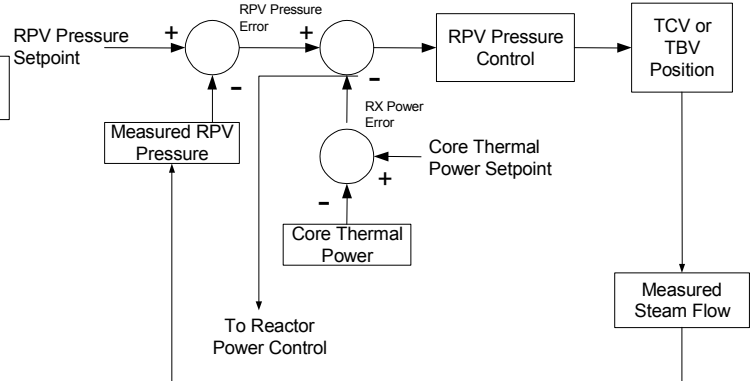 RPV Pressure
Setpoint
+
-
RPV Pressure
Error
+
-
RPV Pressure
Control
TCV or
TBV
Position
Measured RPV
Pressure
RX Power
Error
Core Thermal
Power Setpoint
+
-
Core Thermal
Power
Measured
Steam Flow
To Reactor
Power Control